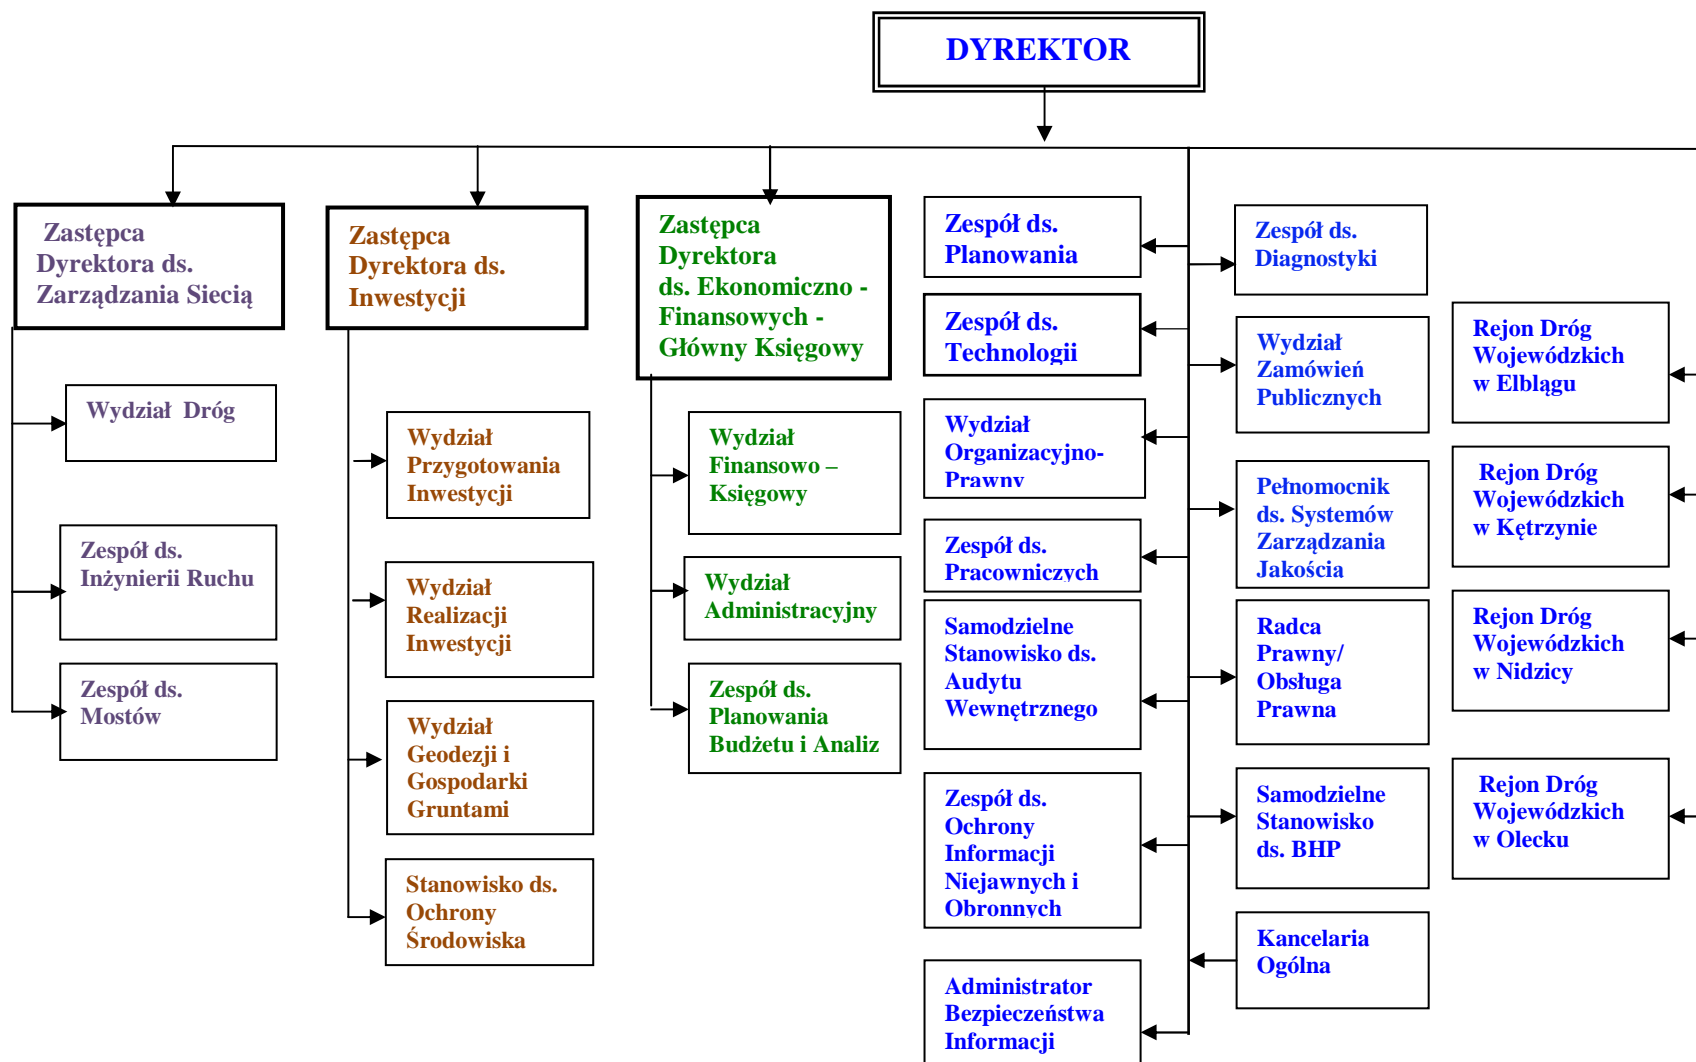 DYREKTOR
Zastępca
Dyrektora ds.
Zarządzania Siecią
Wydział Dróg
Zespół ds.
Inżynierii Ruchu
Zespół ds.
Mostów
Zastępca
Dyrektora ds.
Inwestycji
Wydział
Przygotowania
Inwestycji
Wydział
Realizacji
Inwestycji
Wydział
Geodezji i
Gospodarki
Gruntami
Stanowisko ds.
Ochrony
Środowiska
Zastępca
Dyrektora
ds. Ekonomiczno -
Finansowych -
Główny Księgowy
Wydział
Finansowo –
Księgowy
Wydział
Administracyjny
Zespół ds.
Planowania
Budżetu i Analiz
Zespół ds.
Planowania
Zespół ds.
Technologii
Wydział
Organizacyjno-
Prawny
Zespół ds.
Pracowniczych
Samodzielne
Stanowisko ds.
Audytu
Wewnętrznego
Zespół ds.
Ochrony
Informacji
Niejawnych i
Obronnych
Administrator
Bezpieczeństwa
Informacji
Zespół ds.
Diagnostyki
Wydział
Zamówień
Publicznych
Pełnomocnik
ds. Systemów
Zarządzania
Jakością
Radca
Prawny/
Obsługa
Prawna
Samodzielne
Stanowisko
ds. BHP
Kancelaria
Ogólna
Rejon Dróg
Wojewódzkich
w Elblągu
Rejon Dróg
Wojewódzkich
w Kętrzynie
Rejon Dróg
Wojewódzkich
w Nidzicy
Rejon Dróg
Wojewódzkich
w Olecku